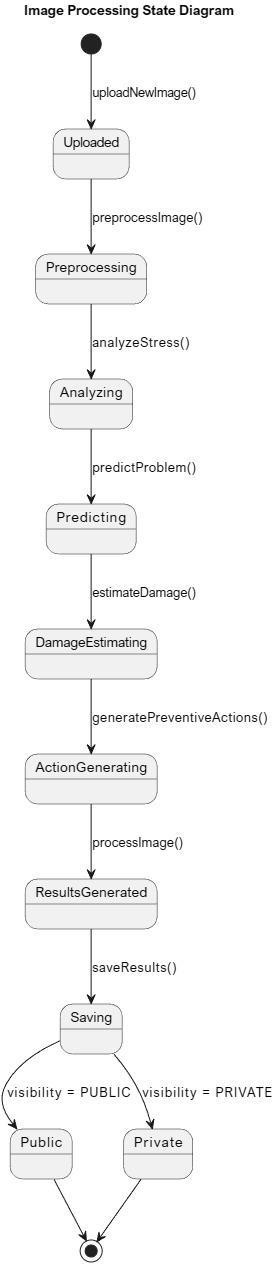 Image Processing State Diagram
uploadNewImage()
Uploaded
preprocessImage()
Preprocessing
analyzeStress()
Analyzing
predictProblem()
Predicting
estimateDamage()
DamageEstimating
generatePreventiveActions()
ActionGenerating
processImage()
ResultsGenerated
saveResults()
Saving
visibility = PUBLIC visibility = PRIVATE
Public Private